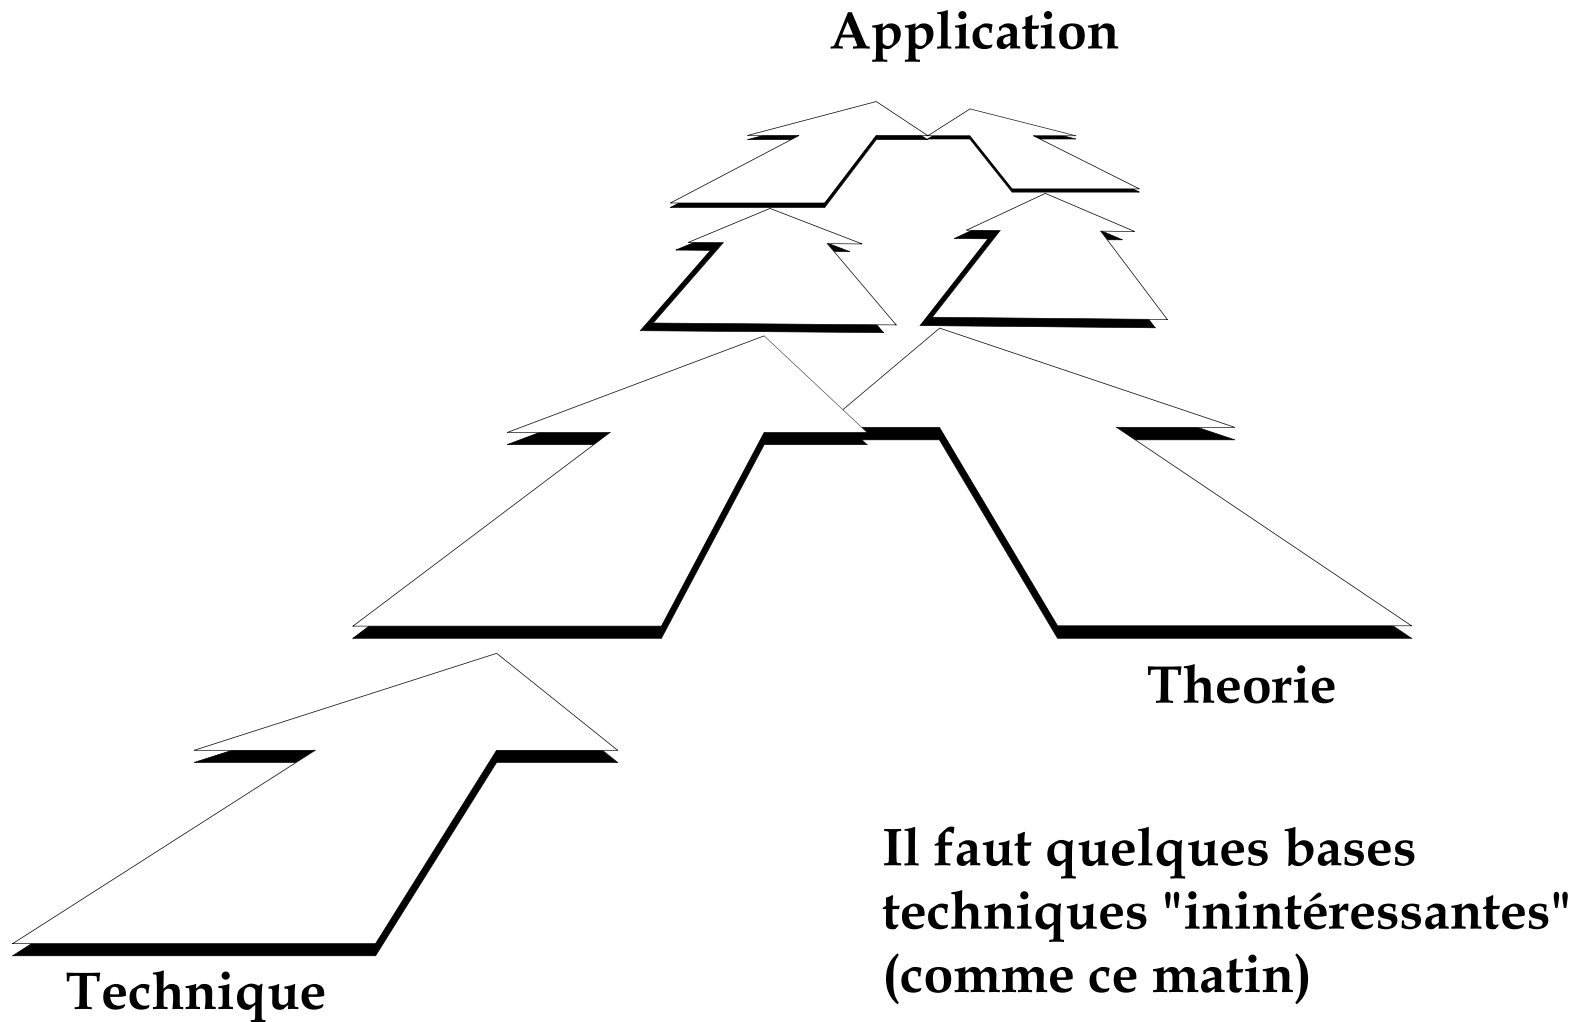 Application
Theorie
Il faut quelques bases
techniques "inintéressantes"
(comme ce matin)
Technique